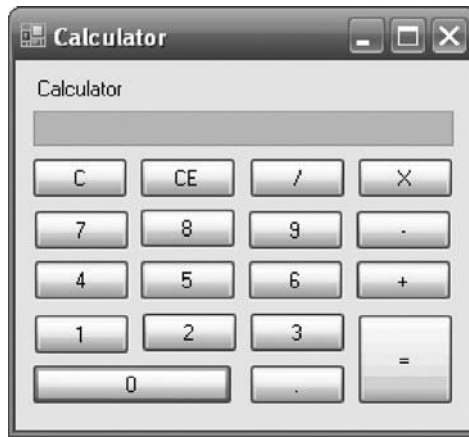 Calculator
Calculator
C CE / X
7 8 9 -
4 5 6 +
1 2 3
=
0 .